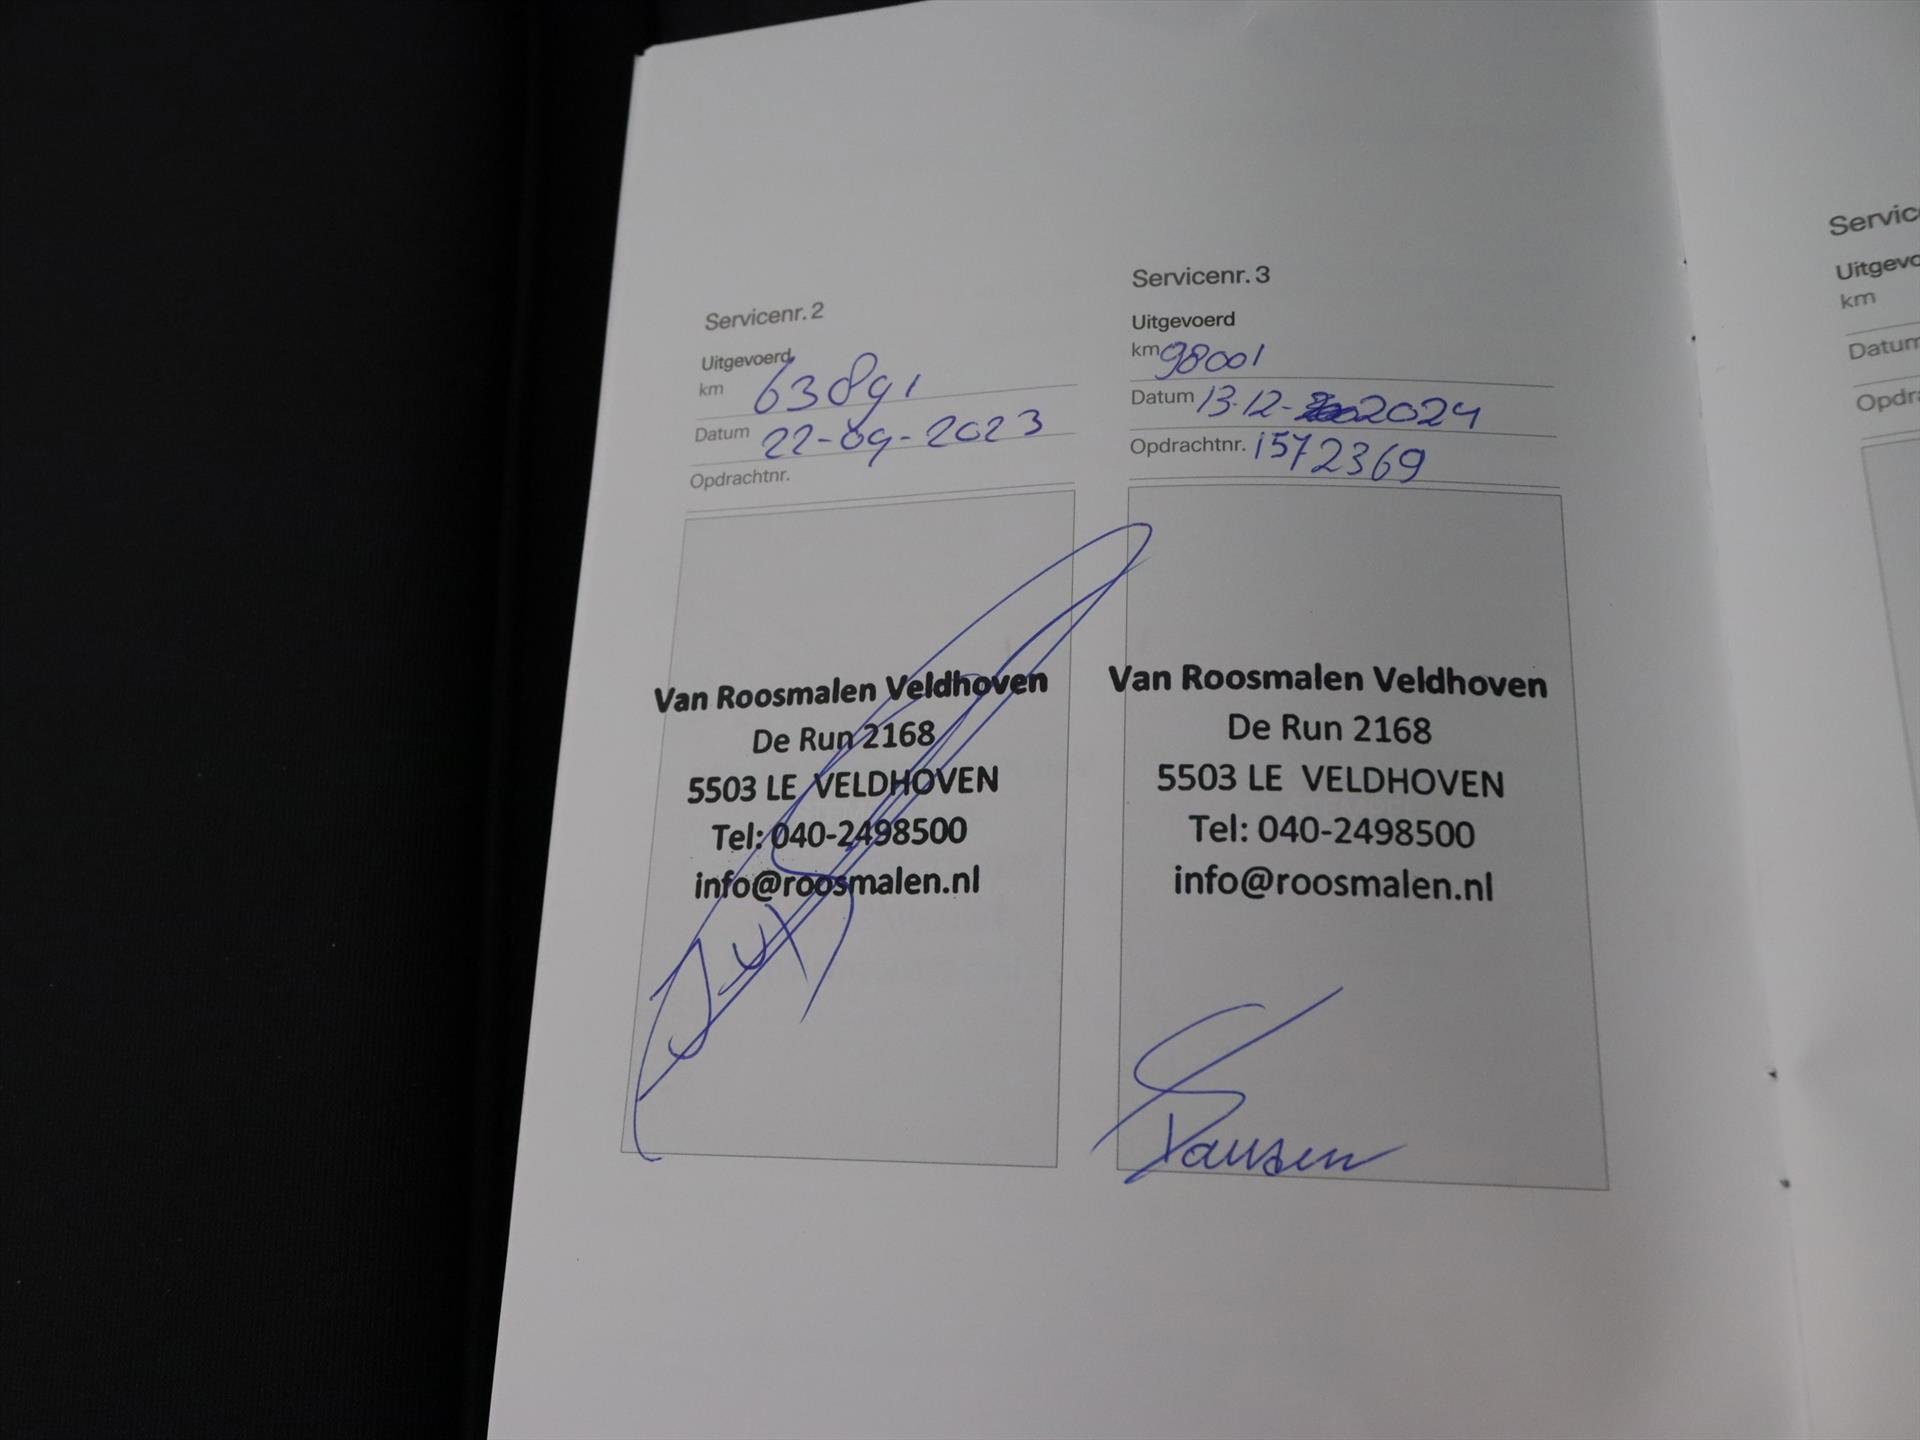 Servicenr. 2
Uitgevoerd
km 63891
Datum 22-09-2023
Opdrachtnr.
Van Roosmalen Veldhoven
De Run 2168
5503 LE VELDHOVEN
Tel: 040-2498500
info@roosmalen.nl
Servicenr. 3
Uitgevoerd
km 98001
Datum 13-12-2024
Opdrachtnr. 1572369
Van Roosmalen Veldhoven
De Run 2168
5503 LE VELDHOVEN
Tel: 040-2498500
info@roosmalen.nl
Servic
Uitgevo
km
Datum
Opdra